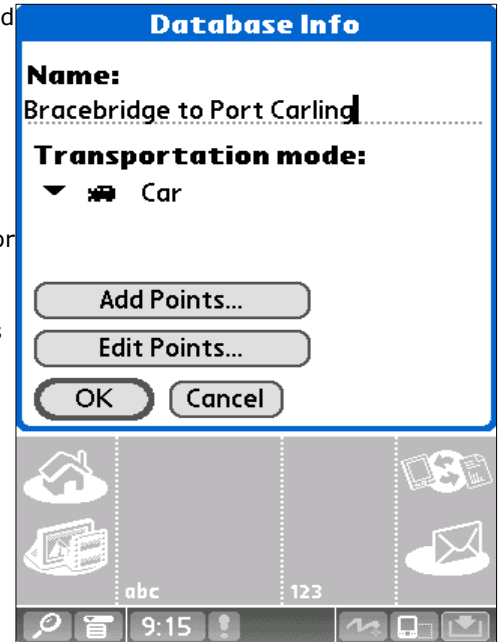 d
Database Info
Name:
Bracebridge to Port Carling
Transportation mode:
Car
or
Add Points...
s
Edit Points...
OK Cancel
abc 123
9:15